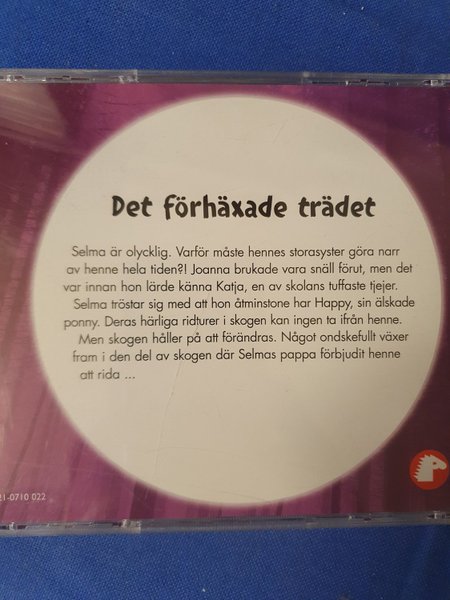 Det förhäxade trädet
Selma är olycklig. Varför måste hennes storasyster göra narr
av henne hela tiden?! Joanna brukade vara snäll förut, men det
var innan hon lärde känna Katja, en av skolans tuffaste tjejer.
Selma tröstar sig med att hon åtminstone har Happy, sin älskade
ponny. Deras härliga ridturer i skogen kan ingen ta ifrån henne.
Men skogen håller på att förändras. Något ondskefullt växer
fram i den del av skogen där Selmas pappa förbjudit henne
att rida ...
21-0710 022